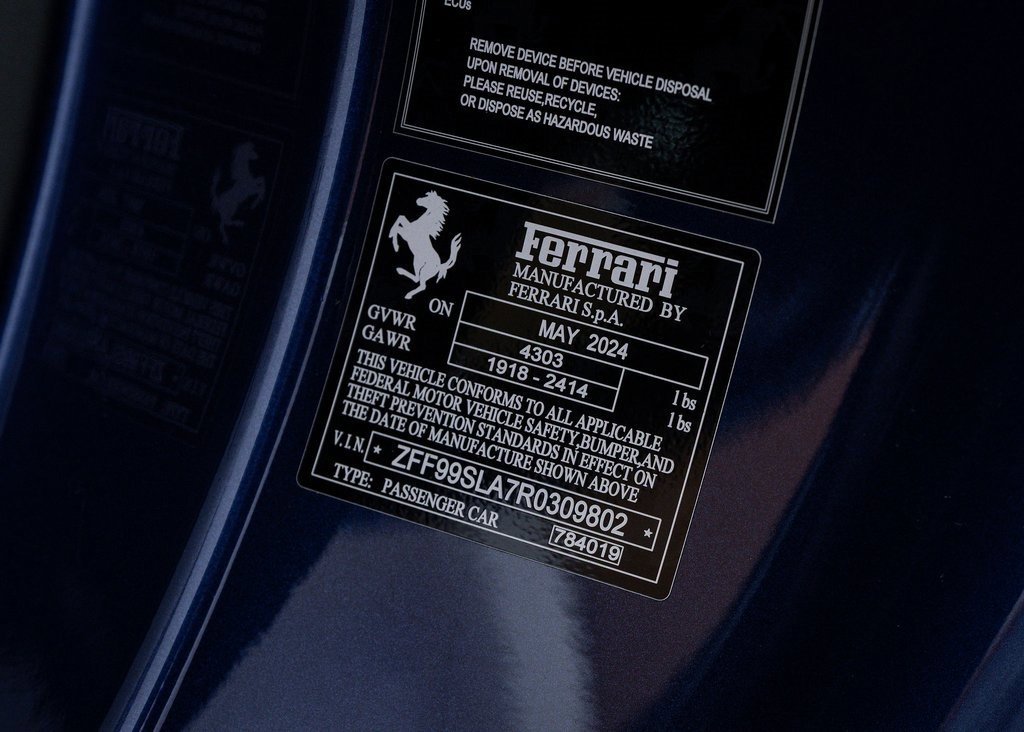 ECUs
REMOVE DEVICE BEFORE VEHICLE DISPOSAL
UPON REMOVAL OF DEVICES:
PLEASE REUSE,RECYCLE,
OR DISPOSE AS HAZARDOUS WASTE
Ferrari
MANUFACTURED BY
FERRARI S.p.A.
ON MAY 2024
GVWR 4303 lbs
GAWR 1918 - 2414 lbs
THIS VEHICLE CONFORMS TO ALL APPLICABLE
FEDERAL MOTOR VEHICLE SAFETY,BUMPER,AND
THEFT PREVENTION STANDARDS IN EFFECT ON
THE DATE OF MANUFACTURE SHOWN ABOVE
V.I.N. * ZFF99SLA7R0309802 *
TYPE: PASSENGER CAR 784019